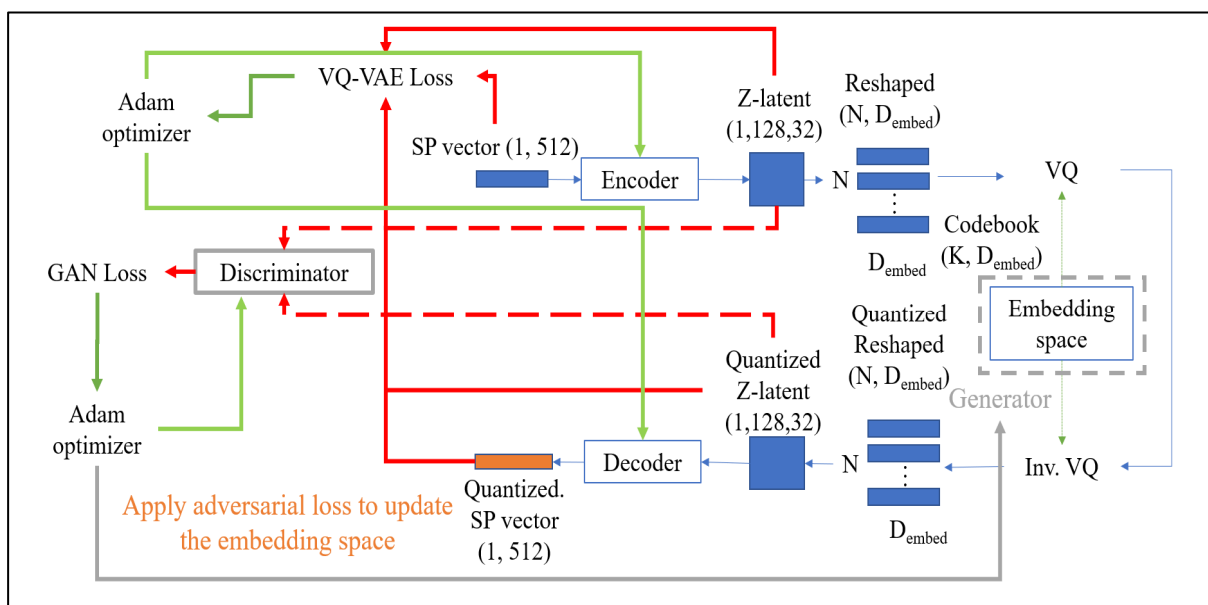 VQ-VAE Loss
Adam
optimizer
SP vector (1, 512)
Encoder
Z-latent
(1,128,32)
Reshaped
(N, Dembed)
N
⋮
Dembed
VQ
Codebook
(K, Dembed)
Embedding
space
Generator
GAN Loss
Discriminator
Adam
optimizer
Quantized
Z-latent
(1,128,32)
Quantized
Reshaped
(N, Dembed)
Inv. VQ
N
⋮
Dembed
Decoder
Quantized.
SP vector
(1, 512)
Apply adversarial loss to update
the embedding space